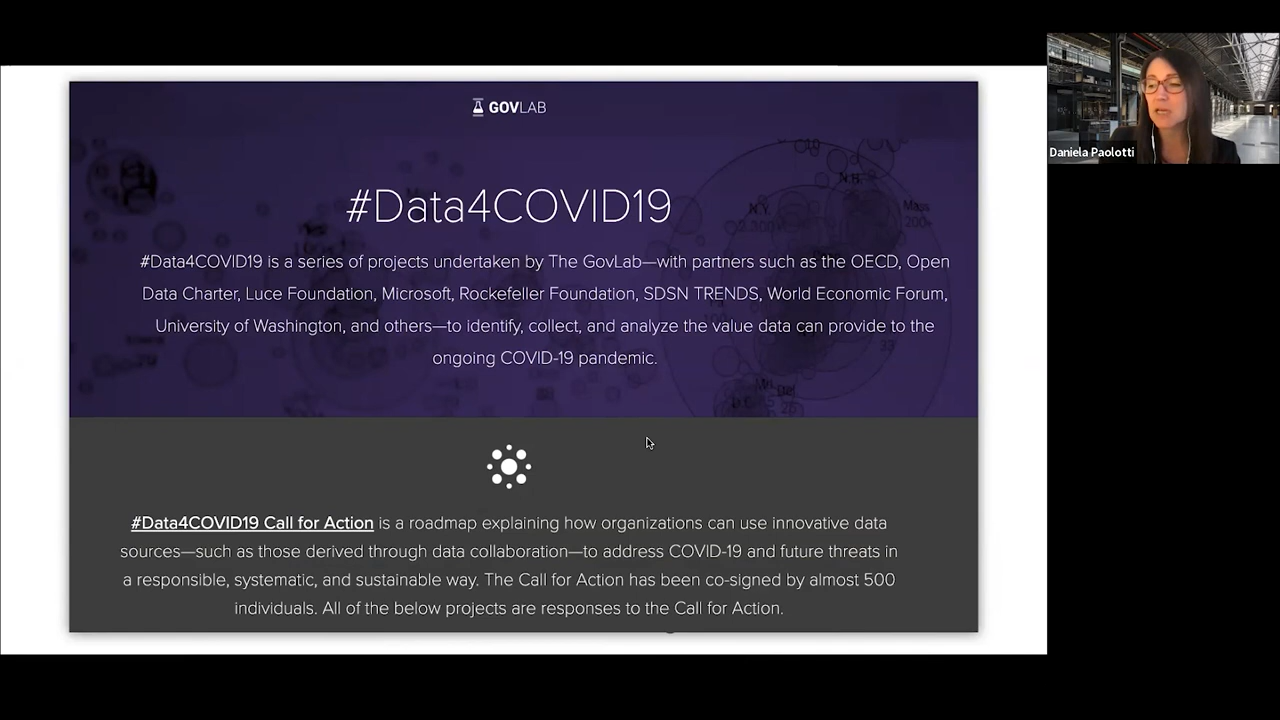 GOVLAB
#Data4COVID19
#Data4COVID19 is a series of projects undertaken by The GovLab—with partners such as the OECD, Open
Data Charter, Luce Foundation, Microsoft, Rockefeller Foundation, SDSN TRENDS, World Economic Forum,
University of Washington, and others—to identify, collect, and analyze the value data can provide to the
ongoing COVID-19 pandemic.
N.H.
N.Y.
Mass
200+
33
#Data4COVID19 Call for Action is a roadmap explaining how organizations can use innovative data
sources—such as those derived through data collaboration—to address COVID-19 and future threats in
a responsible, systematic, and sustainable way. The Call for Action has been co-signed by almost 500
individuals. All of the below projects are responses to the Call for Action.
Daniela Paolotti